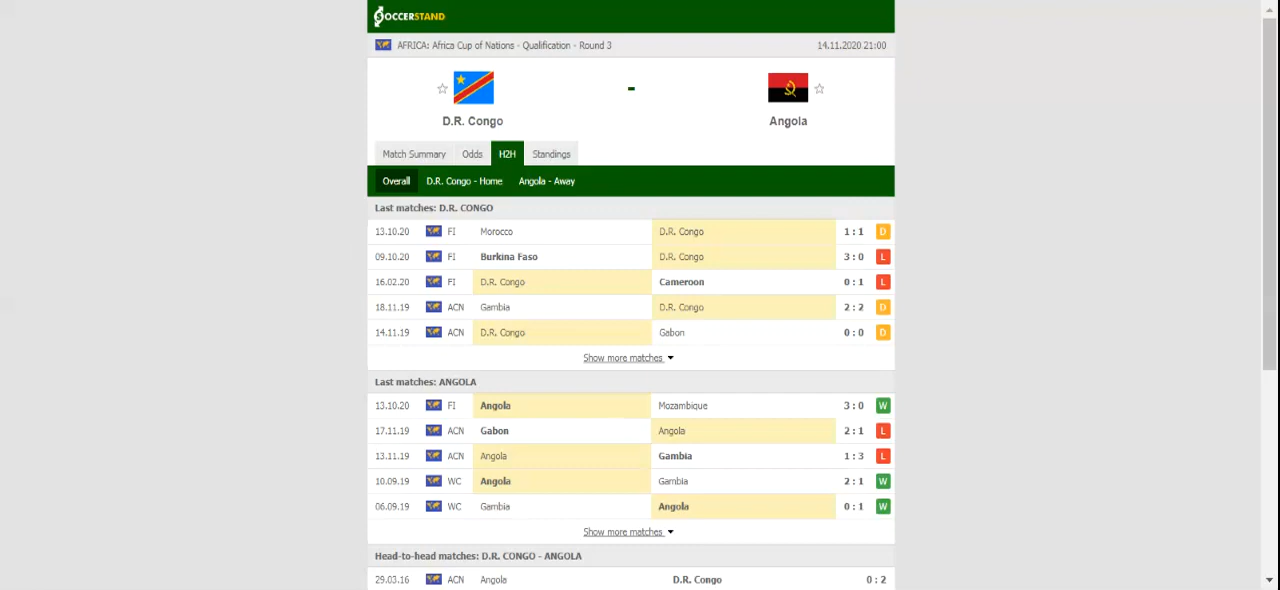 SOCCERSTAND
AFRICA: Africa Cup of Nations - Qualification - Round 3 14.11.2020 21:00
-
D.R. Congo Angola
Match Summary Odds H2H Standings
Overall D.R. Congo - Home Angola - Away
Last matches: D.R. CONGO
13.10.20 FI Morocco D.R. Congo 1 : 1 D
09.10.20 FI Burkina Faso D.R. Congo 3 : 0 L
16.02.20 FI D.R. Congo Cameroon 0 : 1 L
18.11.19 ACN Gambia D.R. Congo 2 : 2 D
14.11.19 ACN D.R. Congo Gabon 0 : 0 D
Show more matches
Last matches: ANGOLA
13.10.20 FI Angola Mozambique 3 : 0 W
17.11.19 ACN Gabon Angola 2 : 1 L
13.11.19 ACN Angola Gambia 1 : 3 L
10.09.19 WC Angola Gambia 2 : 1 W
06.09.19 WC Gambia Angola 0 : 1 W
Show more matches
Head-to-head matches: D.R. CONGO - ANGOLA
29.03.16 ACN Angola D.R. Congo 0 : 2